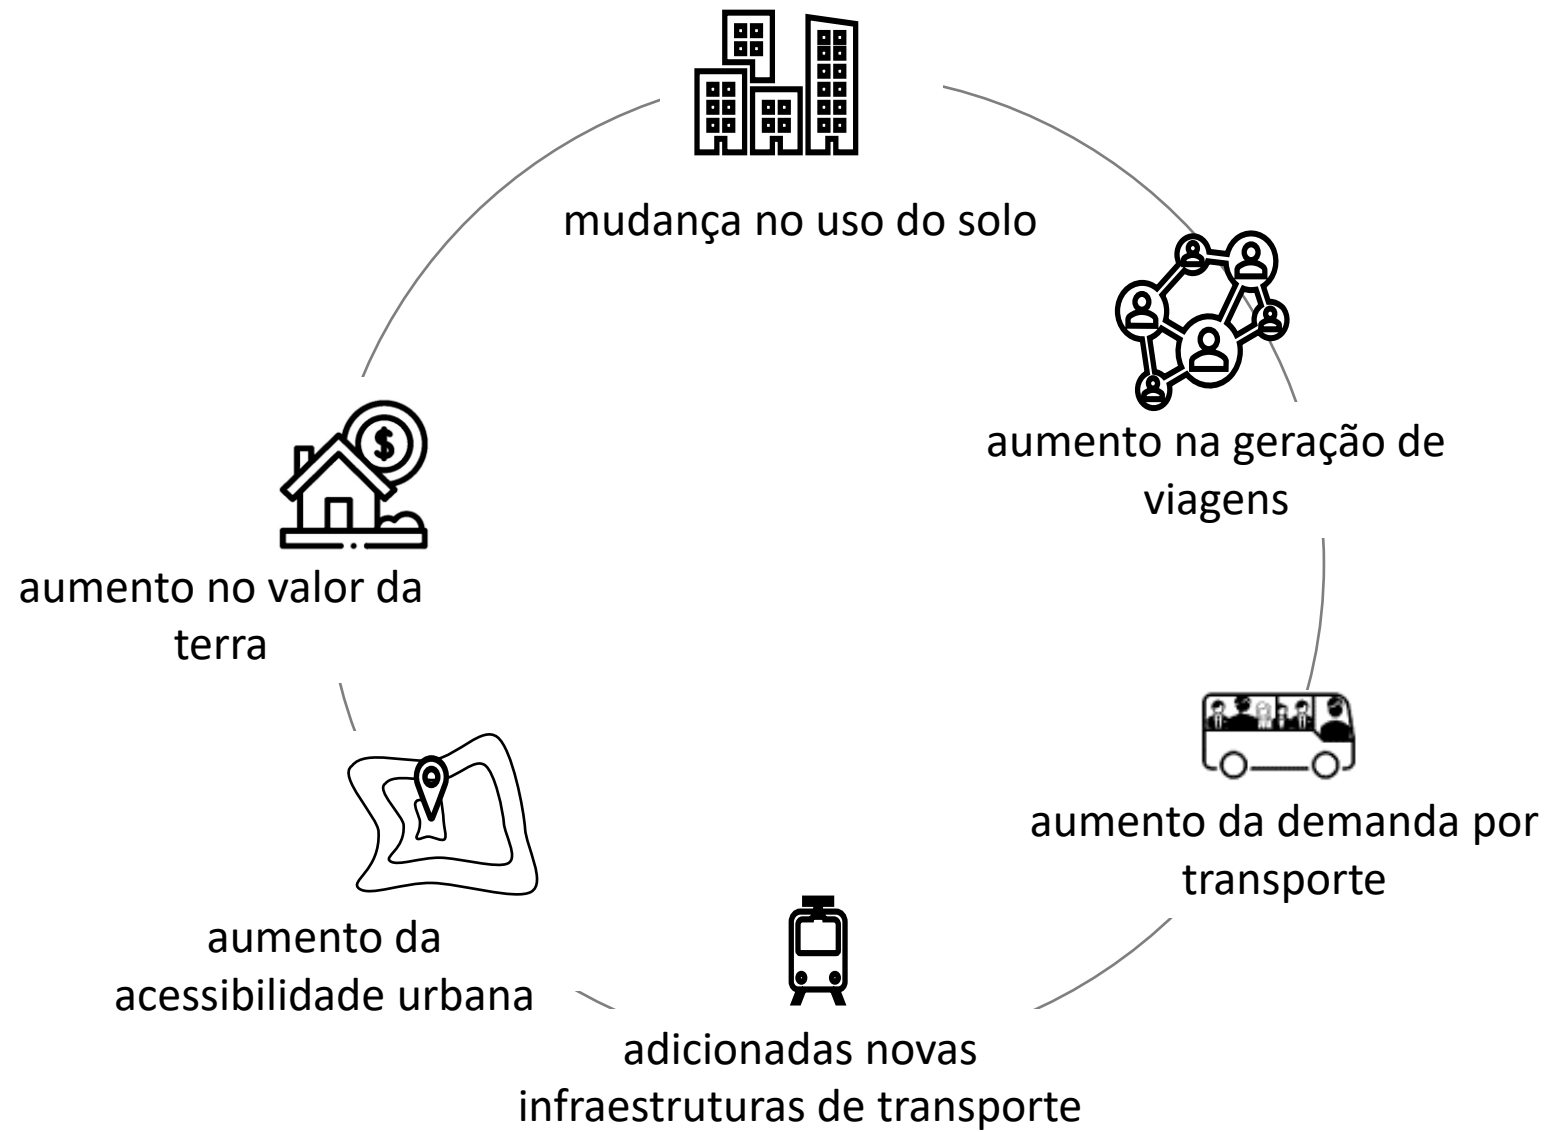 mudança no uso do solo
aumento na geração de
viagens
aumento da demanda por
transporte
adicionadas novas
infraestruturas de transporte
aumento da
acessibilidade urbana
aumento no valor da
terra
$